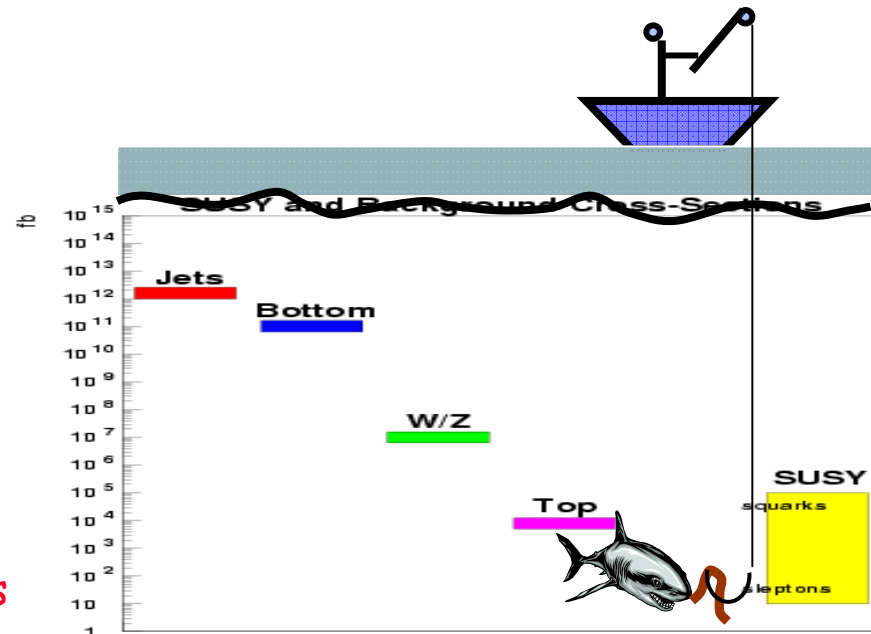 SUSY and Background Cross-Sections
fb
10 15
10 14
10 13
10 12
10 11
10 10
10 9
10 8
10 7
10 6
10 5
10 4
10 3
10 2
10
1
Jets
Bottom
W/Z
Top
SUSY
squarks
sleptons
s